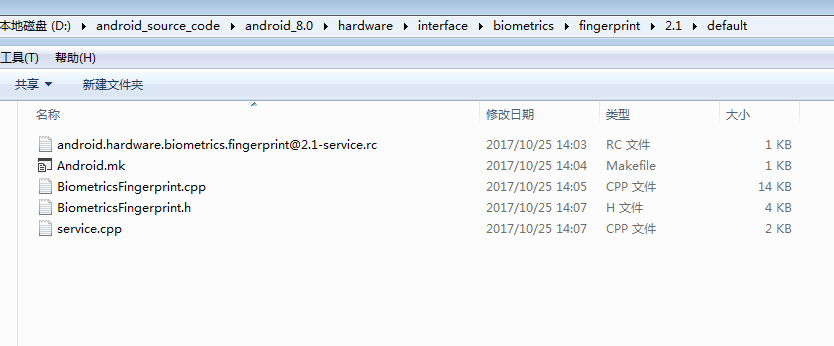 本地磁盘 (D:) ▸ android_source_code ▸ android_8.0 ▸ hardware ▸ interface ▸ biometrics ▸ fingerprint ▸ 2.1 ▸ default
工具(T) 帮助(H)
共享 ▼ 新建文件夹
名称 修改日期 类型 大小
android.hardware.biometrics.fingerprint@2.1-service.rc 2017/10/25 14:03 RC 文件 1 KB
Android.mk 2017/10/25 14:04 Makefile 1 KB
BiometricsFingerprint.cpp 2017/10/25 14:05 CPP 文件 14 KB
BiometricsFingerprint.h 2017/10/25 14:07 H 文件 4 KB
service.cpp 2017/10/25 14:07 CPP 文件 2 KB